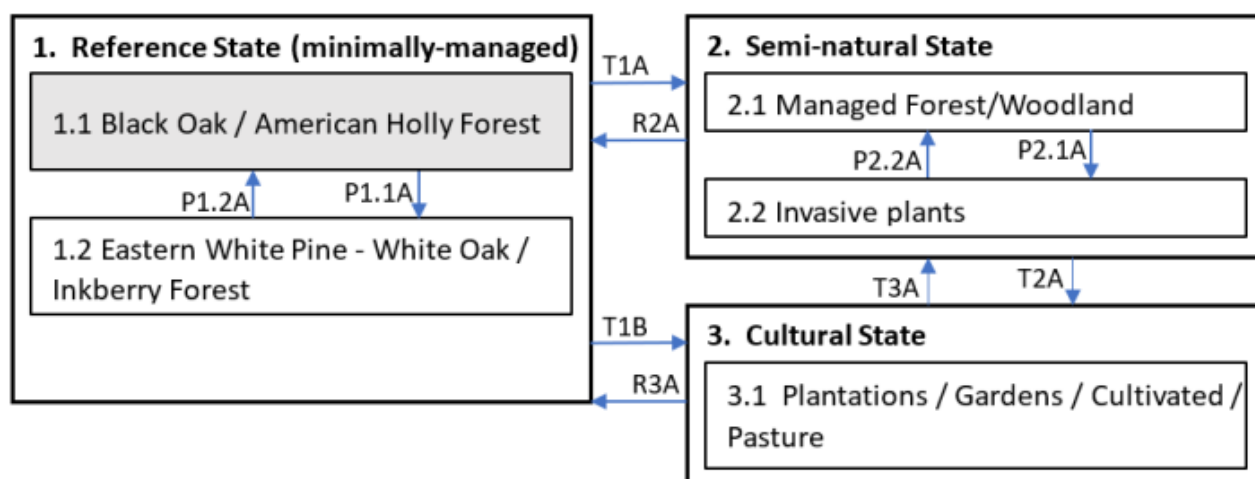 1. Reference State (minimally-managed)
1.1 Black Oak / American Holly Forest
P1.2A
P1.1A
1.2 Eastern White Pine - White Oak /
Inkberry Forest
T1A
R2A
T1B
R3A
2. Semi-natural State
2.1 Managed Forest/Woodland
P2.2A
P2.1A
2.2 Invasive plants
T3A
T2A
3. Cultural State
3.1 Plantations / Gardens / Cultivated /
Pasture